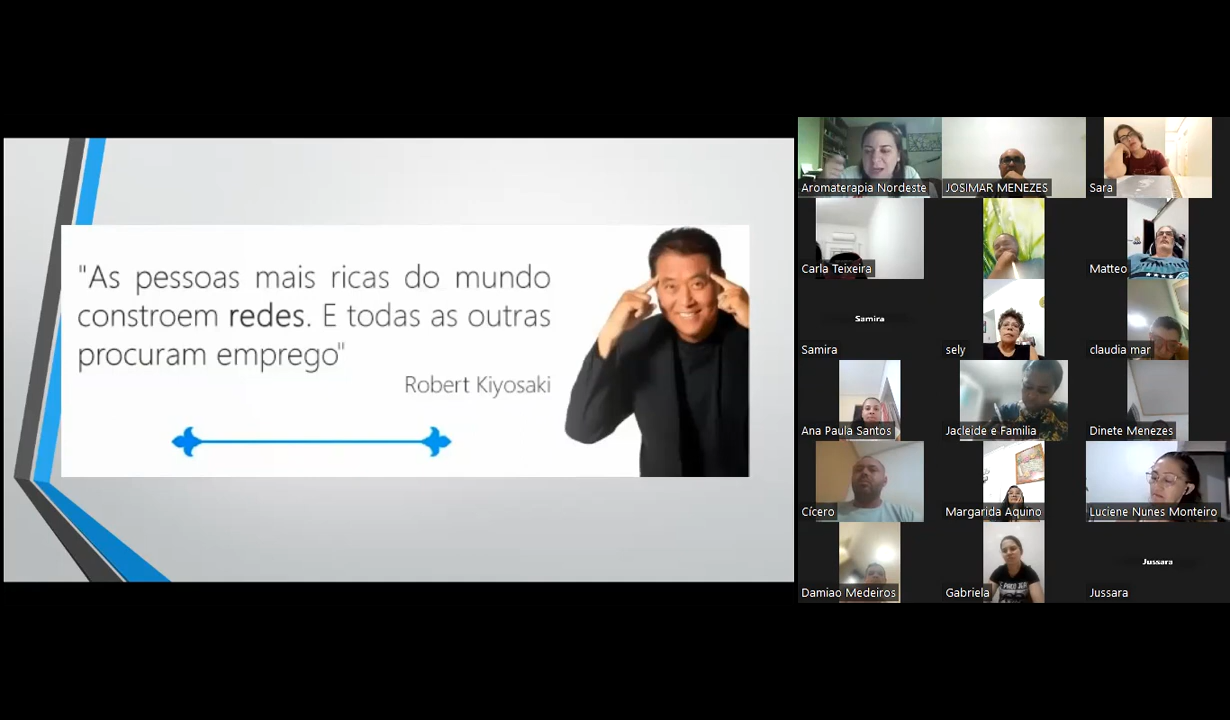 "As pessoas mais ricas do mundo
constroem redes. E todas as outras
procuram emprego"
Robert Kiyosaki
Aromaterapia Nordeste
JOSIMAR MENEZES
Sara
Carla Teixeira
Matteo
Samira
Samira
sely
claudia mar
Ana Paula Santos
Jacleide e Familia
Dinete Menezes
Cícero
Margarida Aquino
Luciene Nunes Monteiro
Damiao Medeiros
Gabriela
Jussara
Jussara